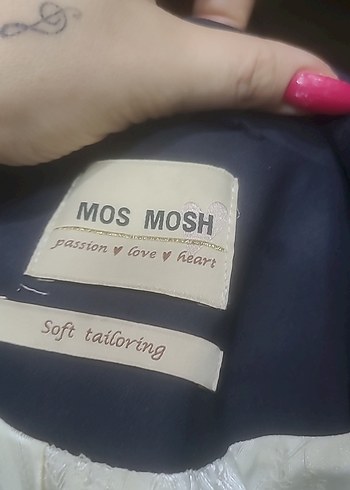 MOS MOSH
passion ♥ love ♥ heart
Soft tailoring